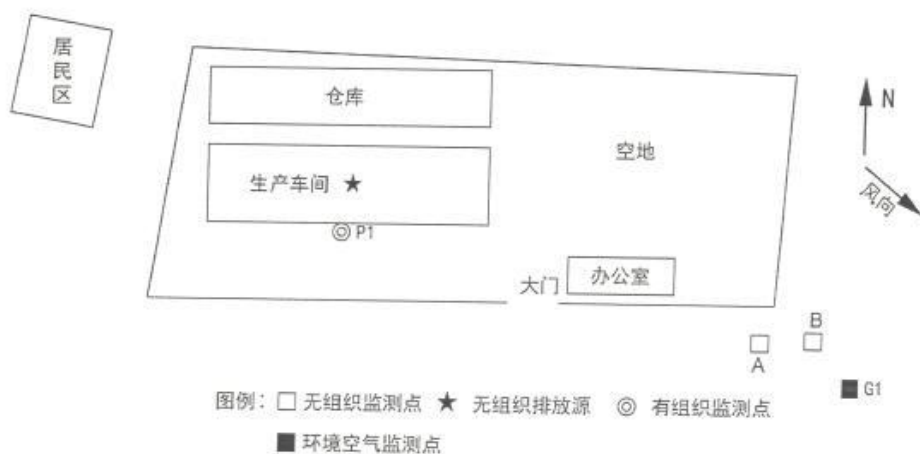 居民区
仓库
生产车间
P1
空地
N
风向
大门
办公室
A
B
G1
图例：
无组织监测点
无组织排放源
有组织监测点
环境空气监测点